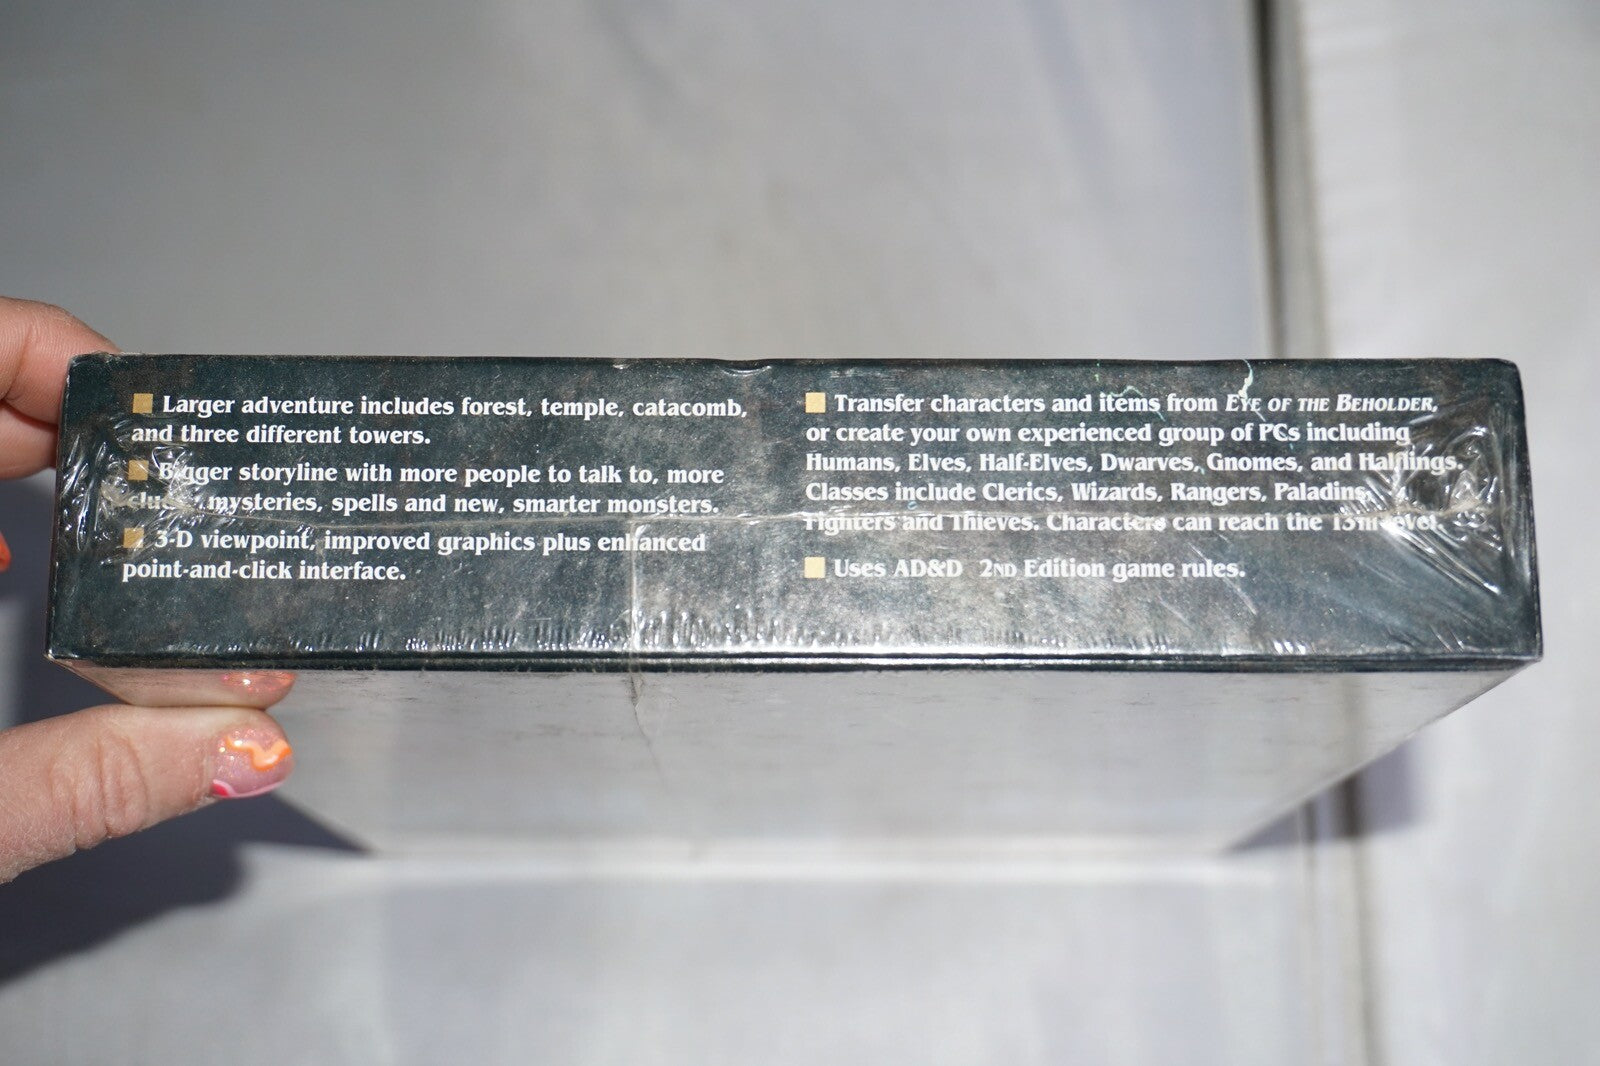 Larger adventure includes forest, temple, catacomb,
and three different towers.
Bigger storyline with more people to talk to, more
clues, mysteries, spells and new, smarter monsters.
3-D viewpoint, improved graphics plus enhanced
point-and-click interface.
Transfer characters and items from EYE OF THE BEHOLDER,
or create your own experienced group of PCs including
Humans, Elves, Half-Elves, Dwarves, Gnomes, and Halflings.
Classes include Clerics, Wizards, Rangers, Paladins,
Fighters and Thieves. Characters can reach the 13th level.
Uses AD&D 2ND Edition game rules.